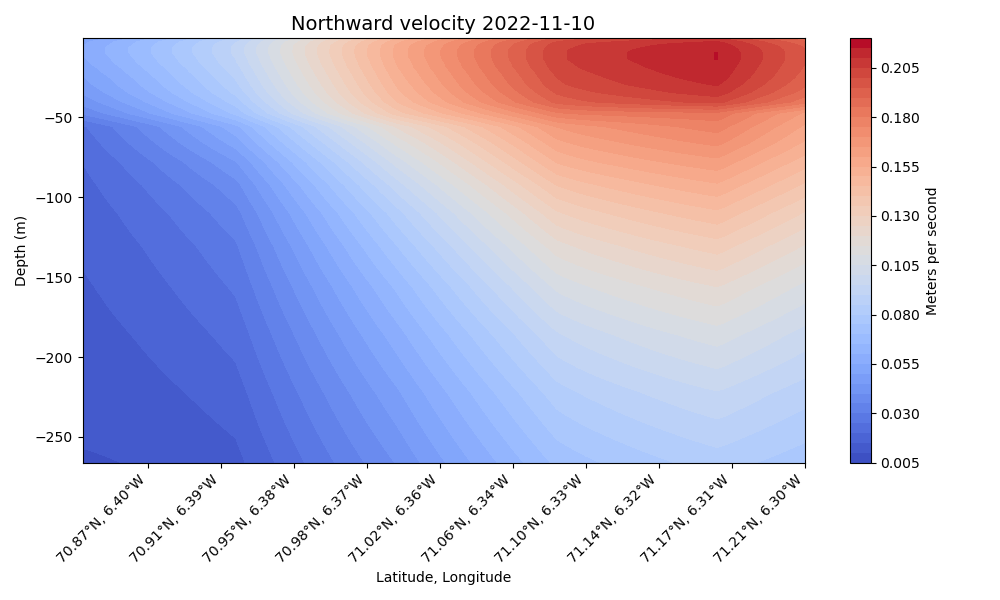 Northward velocity 2022-11-10
Depth (m)
−50
−100
−150
−200
−250
70.87°N, 6.40°W
70.91°N, 6.39°W
70.95°N, 6.38°W
70.98°N, 6.37°W
71.02°N, 6.36°W
71.06°N, 6.34°W
71.10°N, 6.33°W
71.14°N, 6.32°W
71.17°N, 6.31°W
71.21°N, 6.30°W
Latitude, Longitude
0.205
0.180
0.155
0.130
0.105
0.080
0.055
0.030
0.005
Meters per second